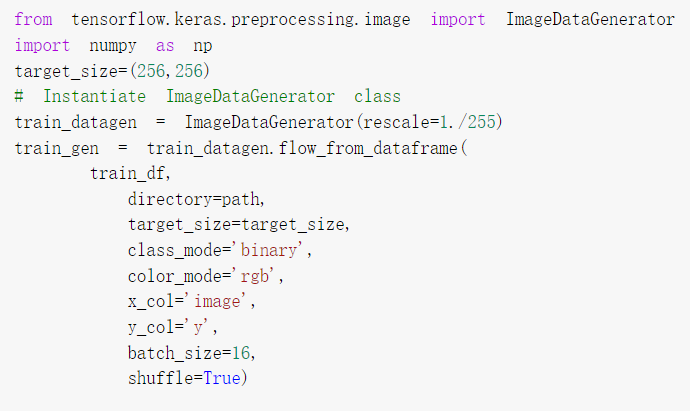 from tensorflow.keras.preprocessing.image import ImageDataGenerator
import numpy as np
target_size=(256,256)
# Instantiate ImageDataGenerator class
train_datagen = ImageDataGenerator(rescale=1./255)
train_gen = train_datagen.flow_from_dataframe(
        train_df,
            directory=path,
            target_size=target_size,
            class_mode='binary',
            color_mode='rgb',
            x_col='image',
            y_col='y',
            batch_size=16,
            shuffle=True)